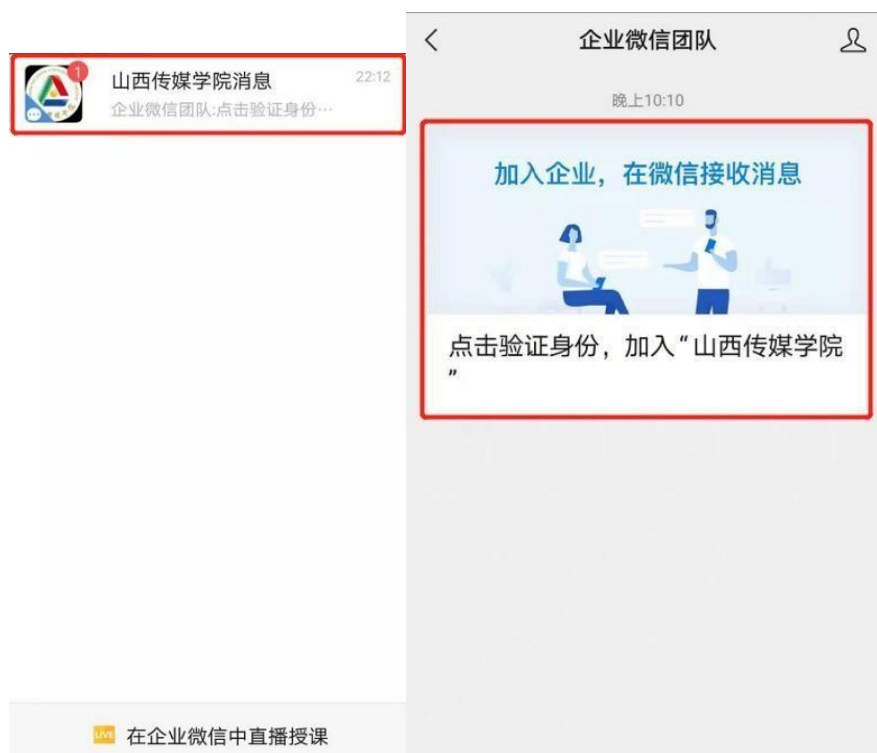 1
山西传媒学院消息
22:12
企业微信团队:点击验证身份…
LIVE 在企业微信中直播授课
企业微信团队
晚上10:10
加入企业，在微信接收消息
点击验证身份，加入“山西传媒学院
”